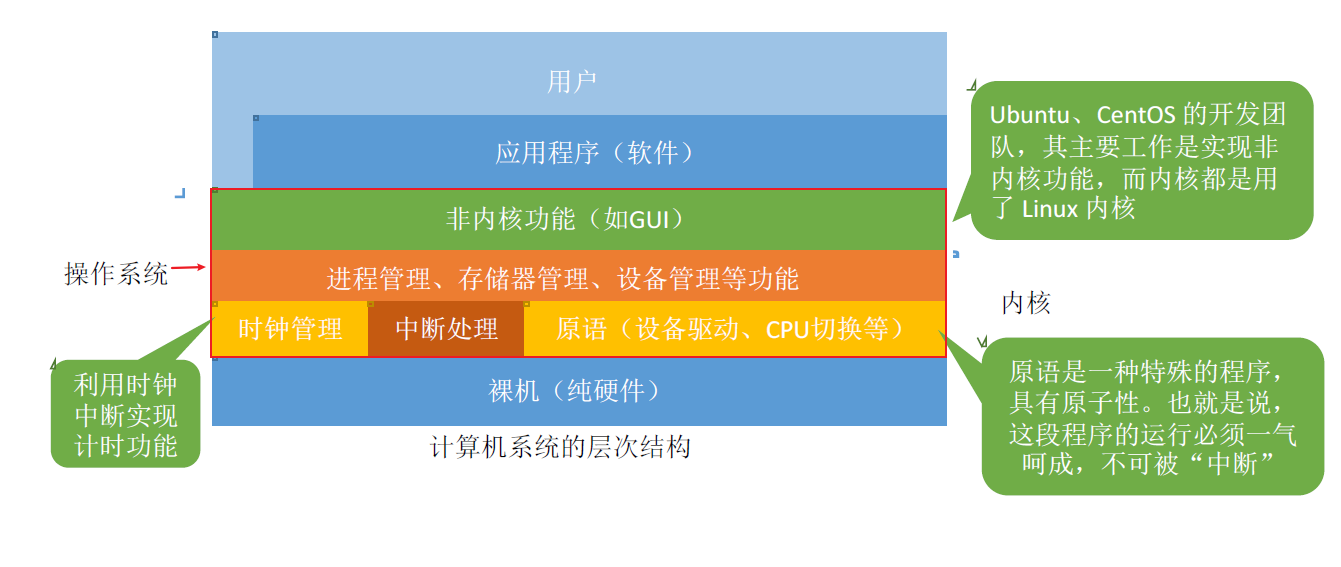 用户
应用程序（软件）
非内核功能（如GUI）
进程管理、存储器管理、设备管理等功能
时钟管理
中断处理
原语（设备驱动、CPU切换等）
裸机（纯硬件）
计算机系统的层次结构
操作系统
内核
利用时钟
中断实现
计时功能
Ubuntu、CentOS 的开发团
队，其主要工作是实现非
内核功能，而内核都是用
了 Linux 内核
原语是一种特殊的程序，
具有原子性。也就是说，
这段程序的运行必须一气
呵成，不可被“中断”